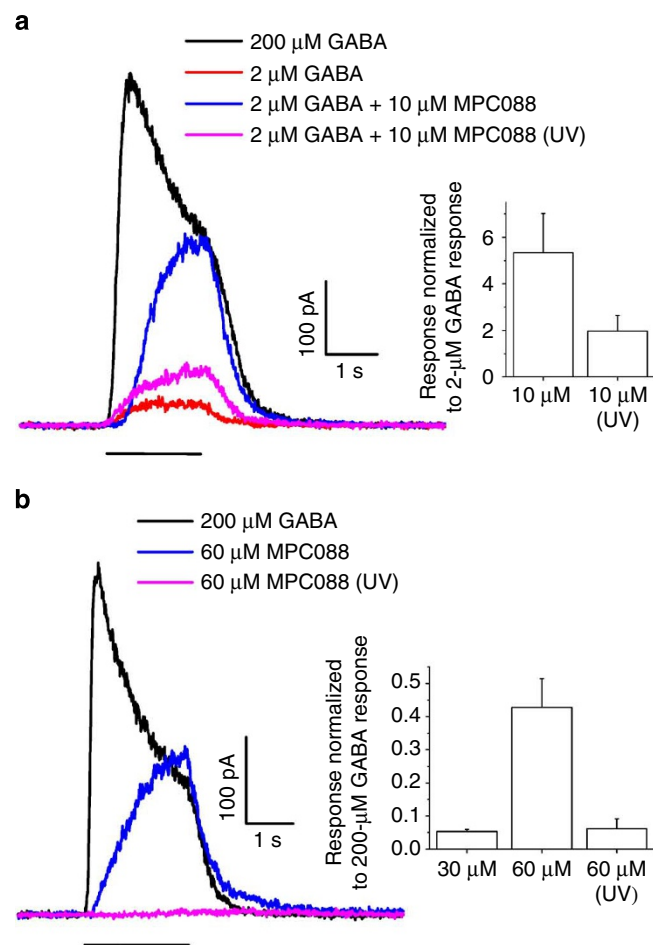 a
200 μM GABA
2 μM GABA
2 μM GABA + 10 μM MPC088
2 μM GABA + 10 μM MPC088 (UV)
100 pA
1 s
Response normalized
to 2-μM GABA response
6
4
2
0
10 μM
10 μM
(UV)
b
200 μM GABA
60 μM MPC088
60 μM MPC088 (UV)
100 pA
1 s
Response normalized
to 200-μM GABA response
0.5
0.4
0.3
0.2
0.1
0.0
30 μM
60 μM
60 μM
(UV)